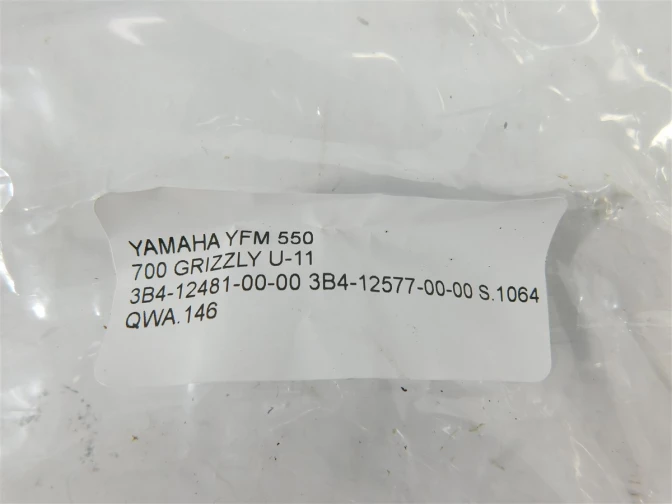 YAMAHA YFM 550
700 GRIZZLY U-11
3B4-12481-00-00 3B4-12577-00-00 S.1064
QWA.146